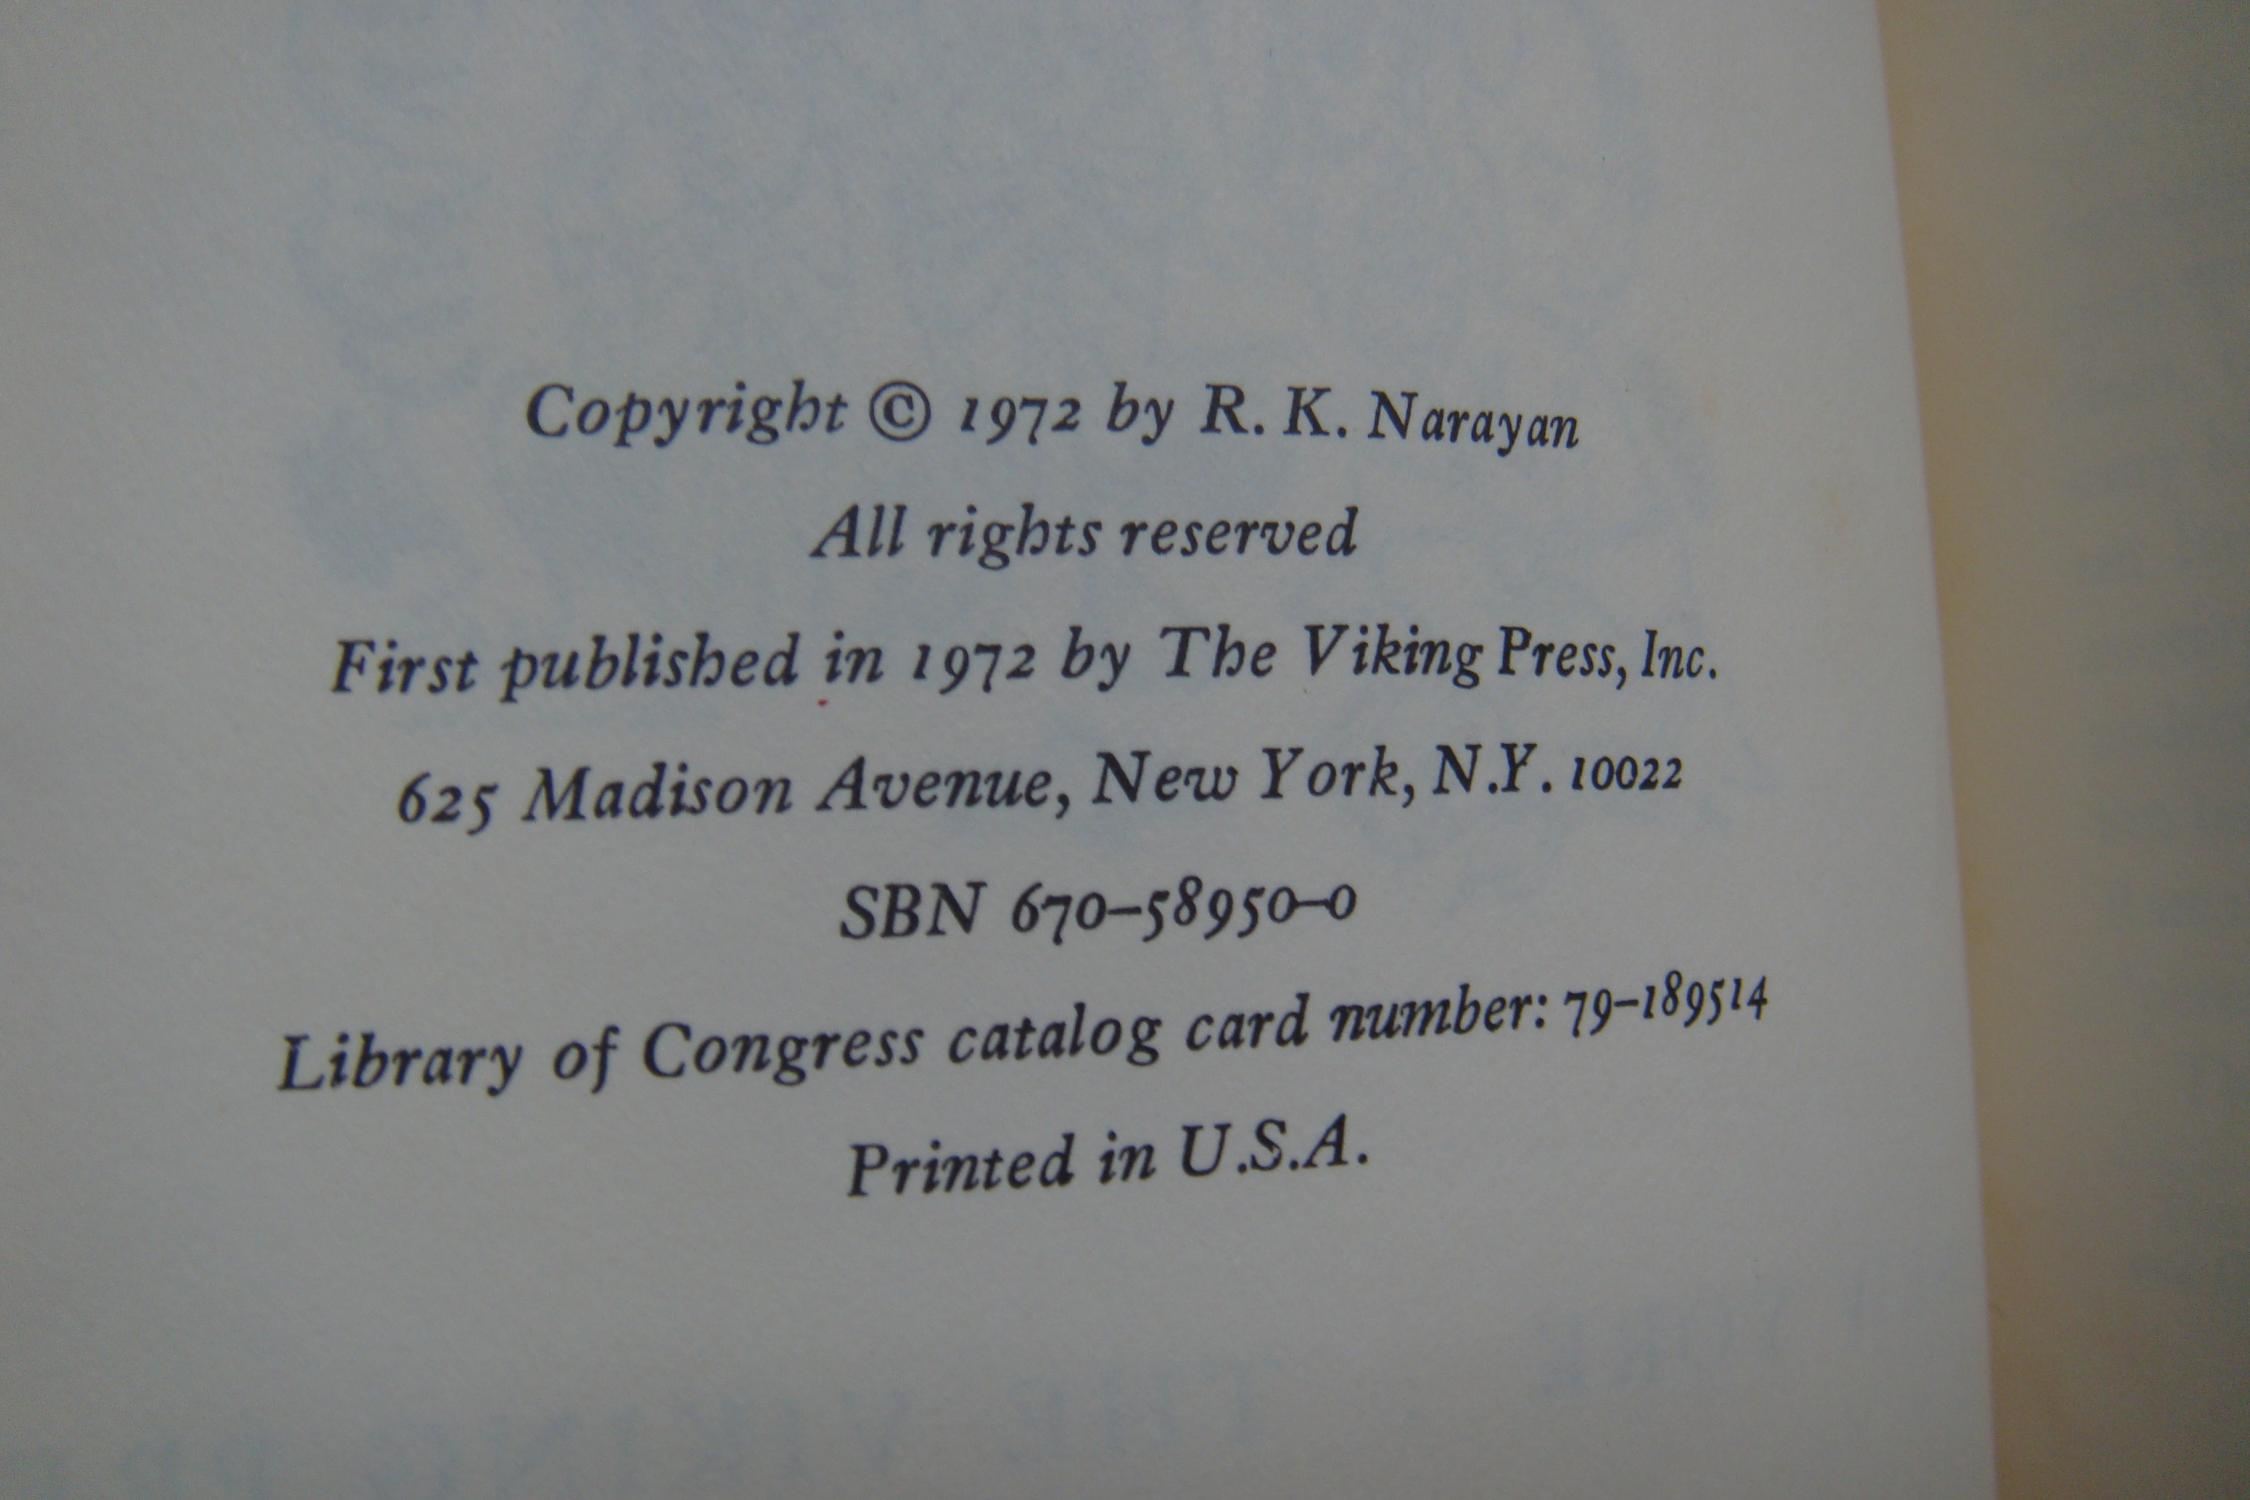 Copyright © 1972 by R. K. Narayan
All rights reserved
First published in 1972 by The Viking Press, Inc.
625 Madison Avenue, New York, N.Y. 10022
SBN 670–58950–0
Library of Congress catalog card number: 79–189514
Printed in U.S.A.